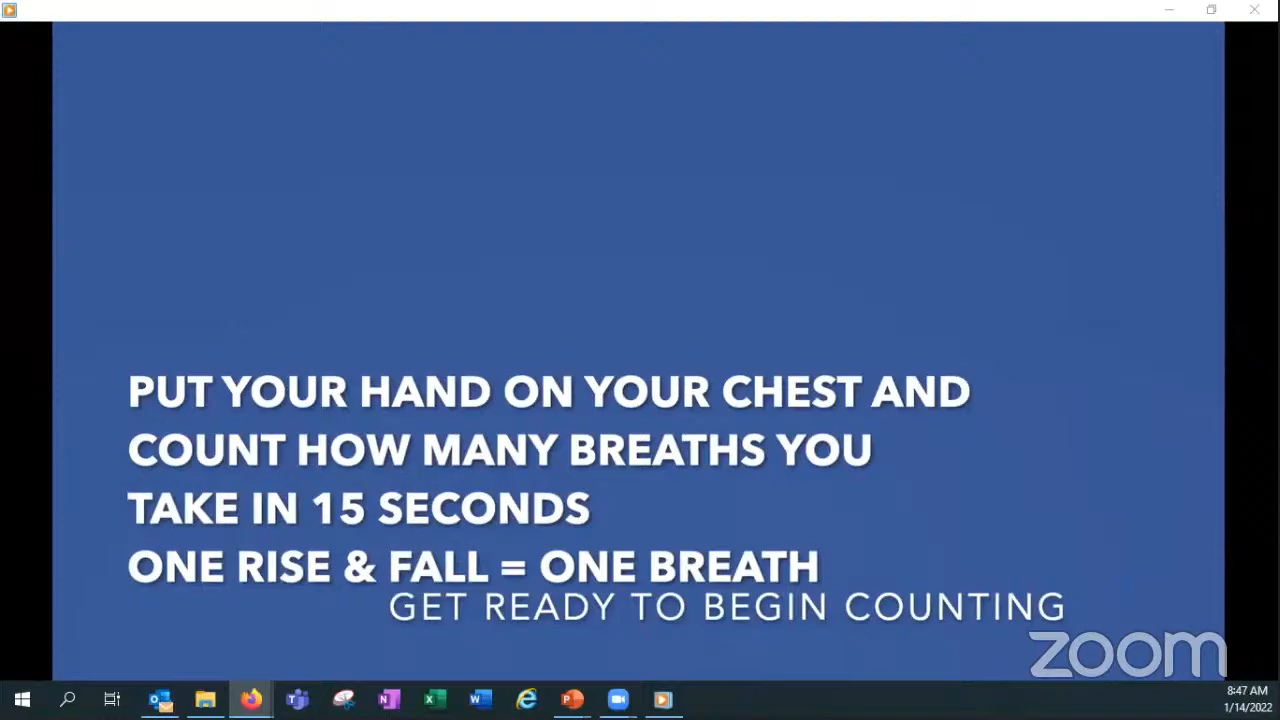 PUT YOUR HAND ON YOUR CHEST AND
COUNT HOW MANY BREATHS YOU
TAKE IN 15 SECONDS
ONE RISE & FALL = ONE BREATH
GET READY TO BEGIN COUNTING
zoom
8:47 AM
1/14/2022